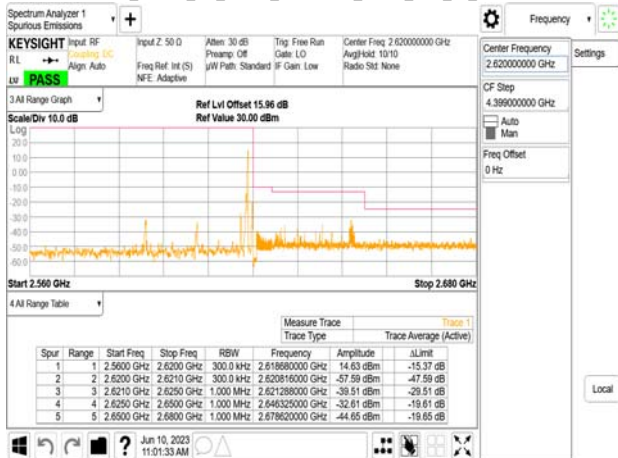 Spectrum Analyzer 1
Spurious Emissions
Frequency
KEYSIGHT Input: RF
Coupling: DC
Align: Auto
Input Z: 50 Ω
Freq Ref: Int (S)
NFE: Adaptive
Atten: 30 dB
Preamp: Off
µW Path: Standard
Trig: Free Run
Gate: LO
IF Gain: Low
Center Freq: 2.620000000 GHz
Avg|Hold: 10/10
Radio Std: None
RL
PASS
Center Frequency
2.620000000 GHz
Settings
CF Step
4.399000000 GHz
Auto
Man
Freq Offset
0 Hz
Local
3 All Range Graph
Scale/Div 10.0 dB
Ref Lvl Offset 15.96 dB
Ref Value 30.00 dBm
Log
20.0
10.0
0.00
-10.0
-20.0
-30.0
-40.0
-50.0
-60.0
Start 2.560 GHz
Stop 2.680 GHz
4 All Range Table
Measure Trace Trace 1
Trace Type Trace Average (Active)
Spur Range Start Freq Stop Freq RBW Frequency Amplitude ΔLimit
1 1 2.5600 GHz 2.6200 GHz 300.0 kHz 2.618680000 GHz 14.63 dBm -15.37 dB
2 2 2.6200 GHz 2.6210 GHz 300.0 kHz 2.620816000 GHz -57.59 dBm -47.59 dB
3 3 2.6210 GHz 2.6250 GHz 1.000 MHz 2.621288000 GHz -39.51 dBm -29.51 dB
4 4 2.6250 GHz 2.6500 GHz 1.000 MHz 2.646325000 GHz -32.61 dBm -19.61 dB
5 5 2.6500 GHz 2.6800 GHz 1.000 MHz 2.678620000 GHz -44.65 dBm -19.65 dB
?
Jun 10, 2023
11:01:33 AM